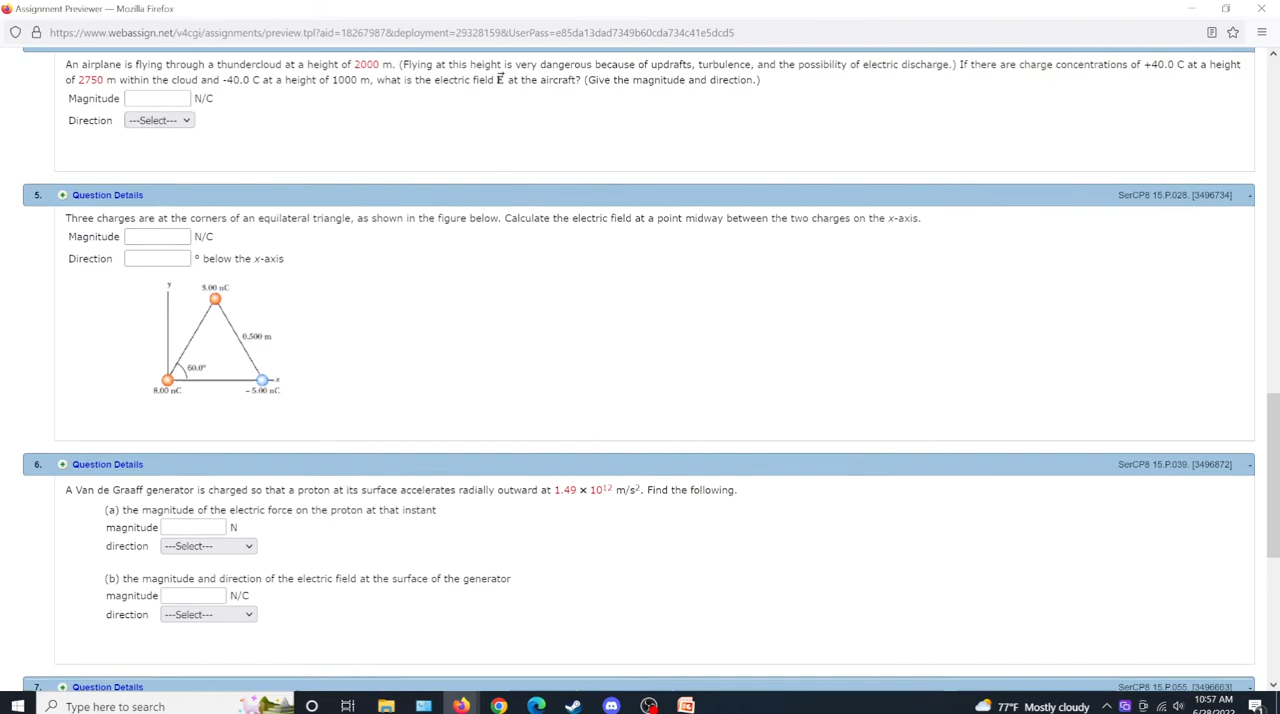 Assignment Previewer — Mozilla Firefox
https://www.webassign.net/v4cgi/assignments/preview.tpl?aid=18267987&deployment=29328159&UserPass=e85da13dad7349b60cda734c41e5dcd5
An airplane is flying through a thundercloud at a height of 2000 m. (Flying at this height is very dangerous because of updrafts, turbulence, and the possibility of electric discharge.) If there are charge concentrations of +40.0 C at a height
of 2750 m within the cloud and -40.0 C at a height of 1000 m, what is the electric field E⃗ at the aircraft? (Give the magnitude and direction.)
Magnitude N/C
Direction ---Select---
5. Question Details SerCP8 15.P.028. [3496734] -
Three charges are at the corners of an equilateral triangle, as shown in the figure below. Calculate the electric field at a point midway between the two charges on the x-axis.
Magnitude N/C
Direction ° below the x-axis
y 3.00 nC
0.500 m
60.0°
x
8.00 nC − 5.00 nC
6. Question Details SerCP8 15.P.039. [3496872] -
A Van de Graaff generator is charged so that a proton at its surface accelerates radially outward at 1.49 × 10¹² m/s². Find the following.
(a) the magnitude of the electric force on the proton at that instant
magnitude N
direction ---Select---
(b) the magnitude and direction of the electric field at the surface of the generator
magnitude N/C
direction ---Select---
7. Question Details SerCP8 15.P.055. [3496663] -
Type here to search
77°F Mostly cloudy
10:57 AM